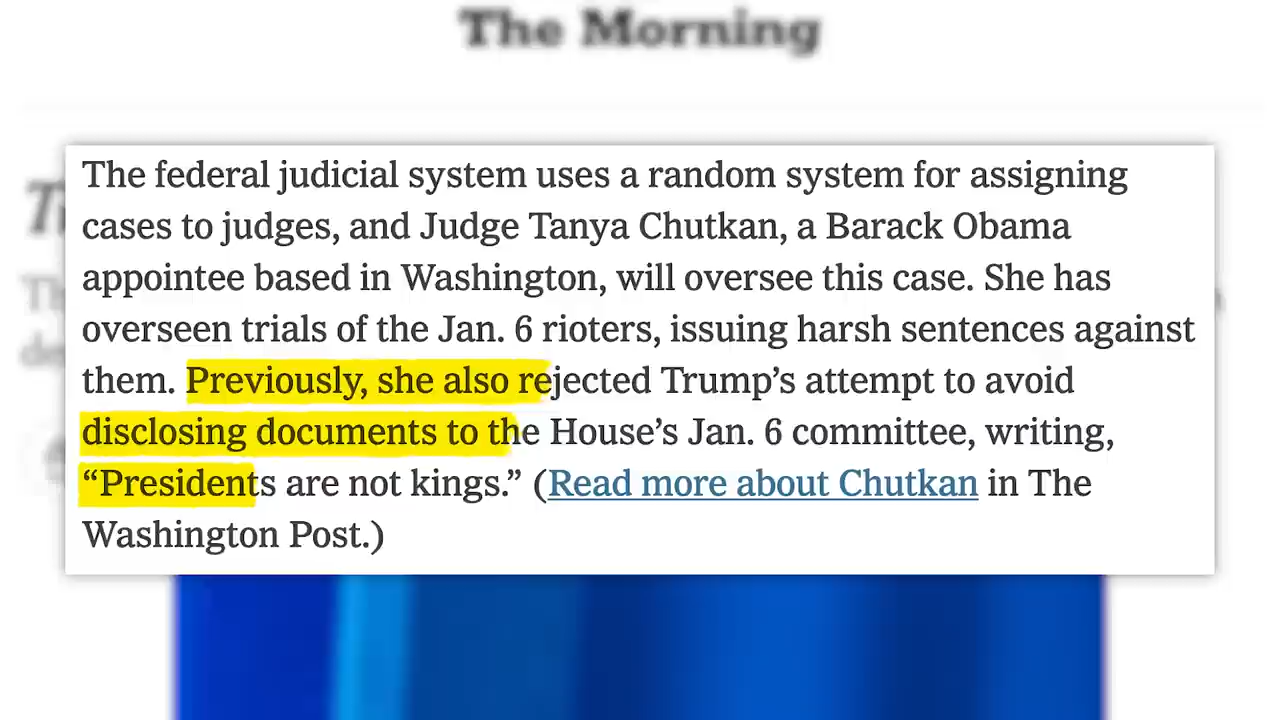 The Morning
The federal judicial system uses a random system for assigning
cases to judges, and Judge Tanya Chutkan, a Barack Obama
appointee based in Washington, will oversee this case. She has
overseen trials of the Jan. 6 rioters, issuing harsh sentences against
them. Previously, she also rejected Trump’s attempt to avoid
disclosing documents to the House’s Jan. 6 committee, writing,
“Presidents are not kings.” (Read more about Chutkan in The
Washington Post.)